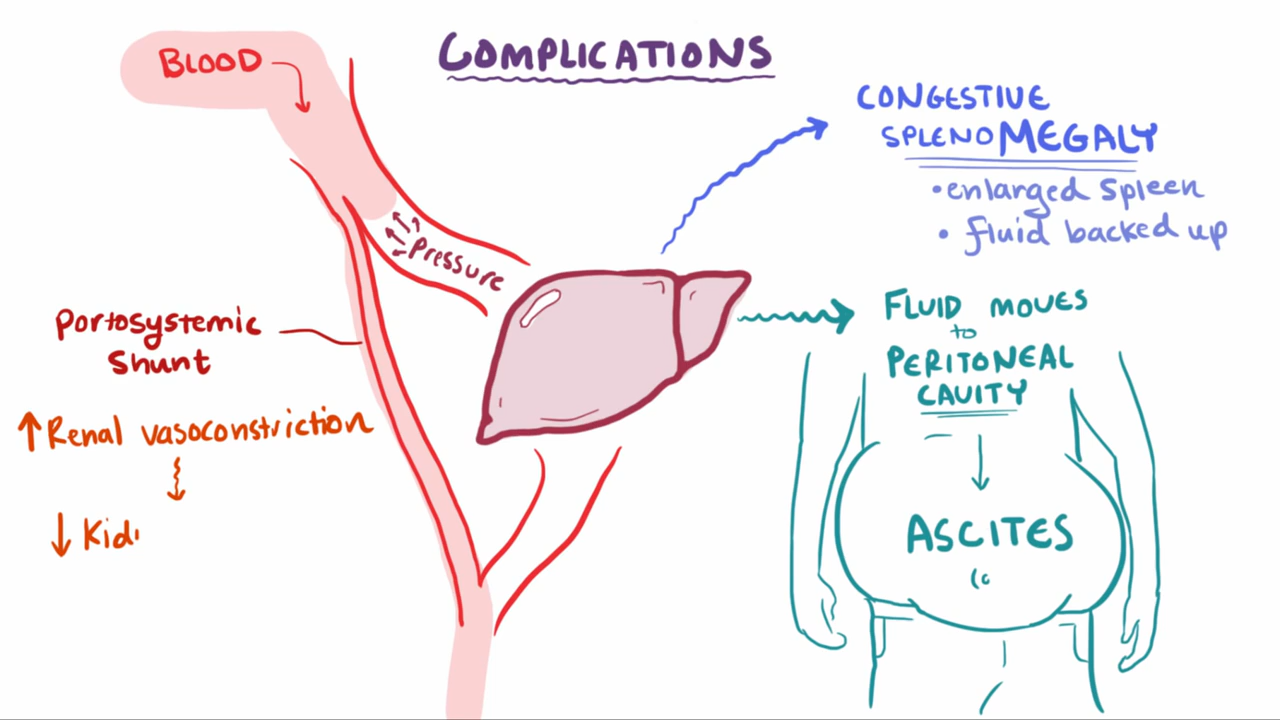 COMPLICATIONS
BLOOD
Pressure
CONGESTIVE
SPLENOMEGALY
• enlarged spleen
• fluid backed up
Portosystemic
shunt
↑ Renal vasoconstriction
↓ Kid
FLUID MOVES
to
PERITONEAL
CAVITY
ASCITES